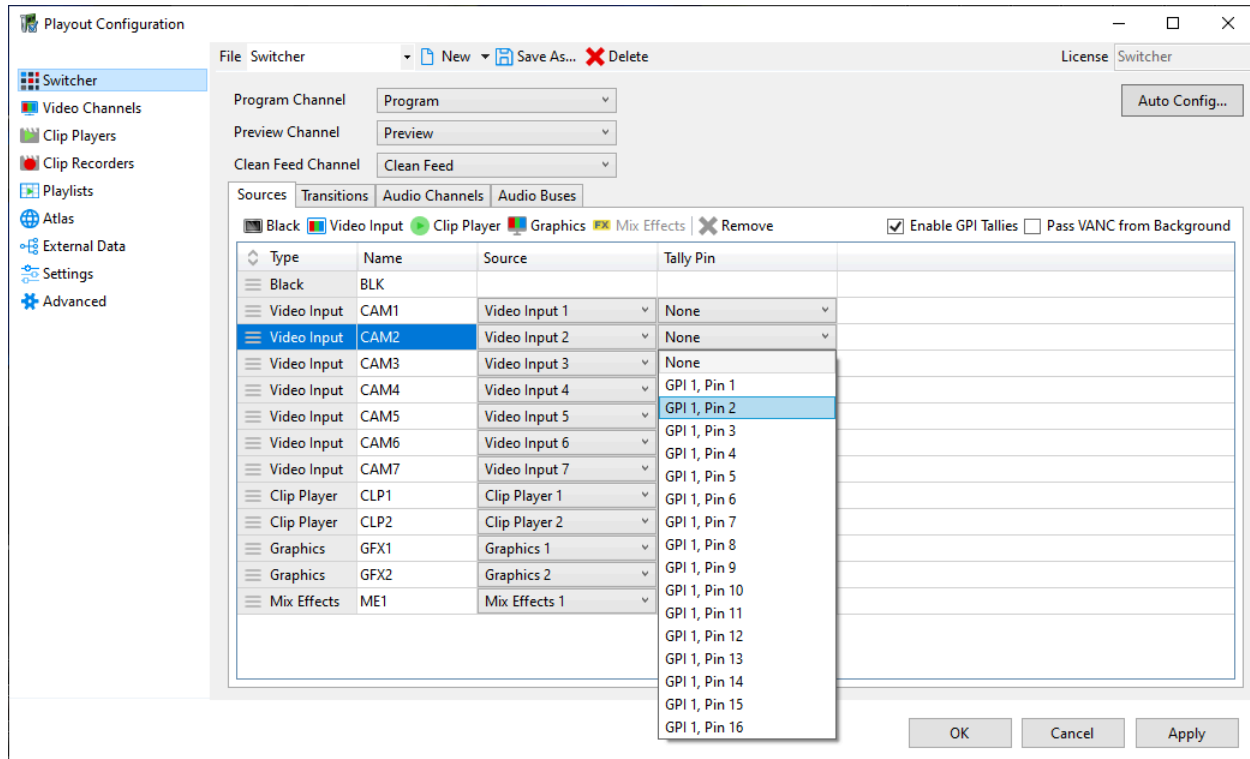 Playout Configuration
File Switcher New Save As... Delete License Switcher
Switcher
Video Channels
Clip Players
Clip Recorders
Playlists
Atlas
External Data
Settings
Advanced
Program Channel Program Auto Config...
Preview Channel Preview
Clean Feed Channel Clean Feed
Sources Transitions Audio Channels Audio Buses
Black Video Input Clip Player Graphics FX Mix Effects Remove Enable GPI Tallies Pass VANC from Background
Type Name Source Tally Pin
Black BLK
Video Input CAM1 Video Input 1 None
Video Input CAM2 Video Input 2 None
Video Input CAM3 Video Input 3
Video Input CAM4 Video Input 4
Video Input CAM5 Video Input 5
Video Input CAM6 Video Input 6
Video Input CAM7 Video Input 7
Clip Player CLP1 Clip Player 1
Clip Player CLP2 Clip Player 2
Graphics GFX1 Graphics 1
Graphics GFX2 Graphics 2
Mix Effects ME1 Mix Effects 1
None
GPI 1, Pin 1
GPI 1, Pin 2
GPI 1, Pin 3
GPI 1, Pin 4
GPI 1, Pin 5
GPI 1, Pin 6
GPI 1, Pin 7
GPI 1, Pin 8
GPI 1, Pin 9
GPI 1, Pin 10
GPI 1, Pin 11
GPI 1, Pin 12
GPI 1, Pin 13
GPI 1, Pin 14
GPI 1, Pin 15
GPI 1, Pin 16
OK Cancel Apply